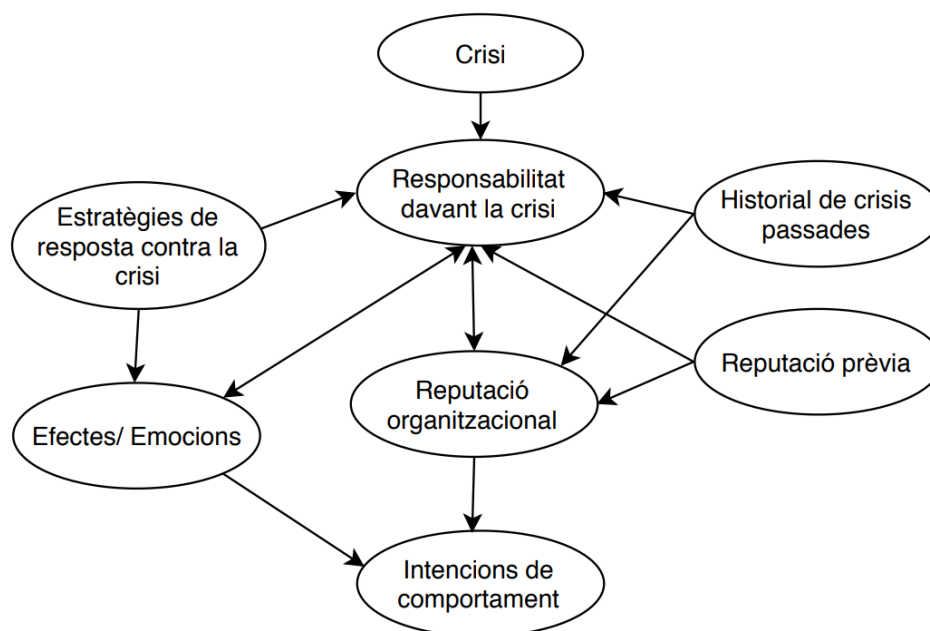 Crisi
Responsabilitat
davant la crisi
Estratègies de
resposta contra la
crisi
Historial de crisis
passades
Reputació prèvia
Reputació
organitzacional
Efectes/ Emocions
Intencions de
comportament